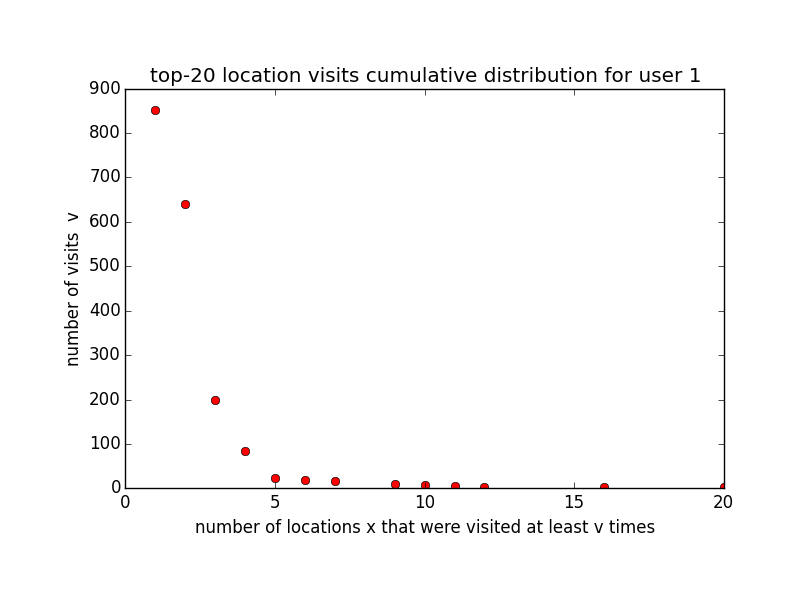 top-20 location visits cumulative distribution for user 1
900
800
700
600
500
400
300
200
100
0
number of visits  v
0 5 10 15 20
number of locations x that were visited at least v times